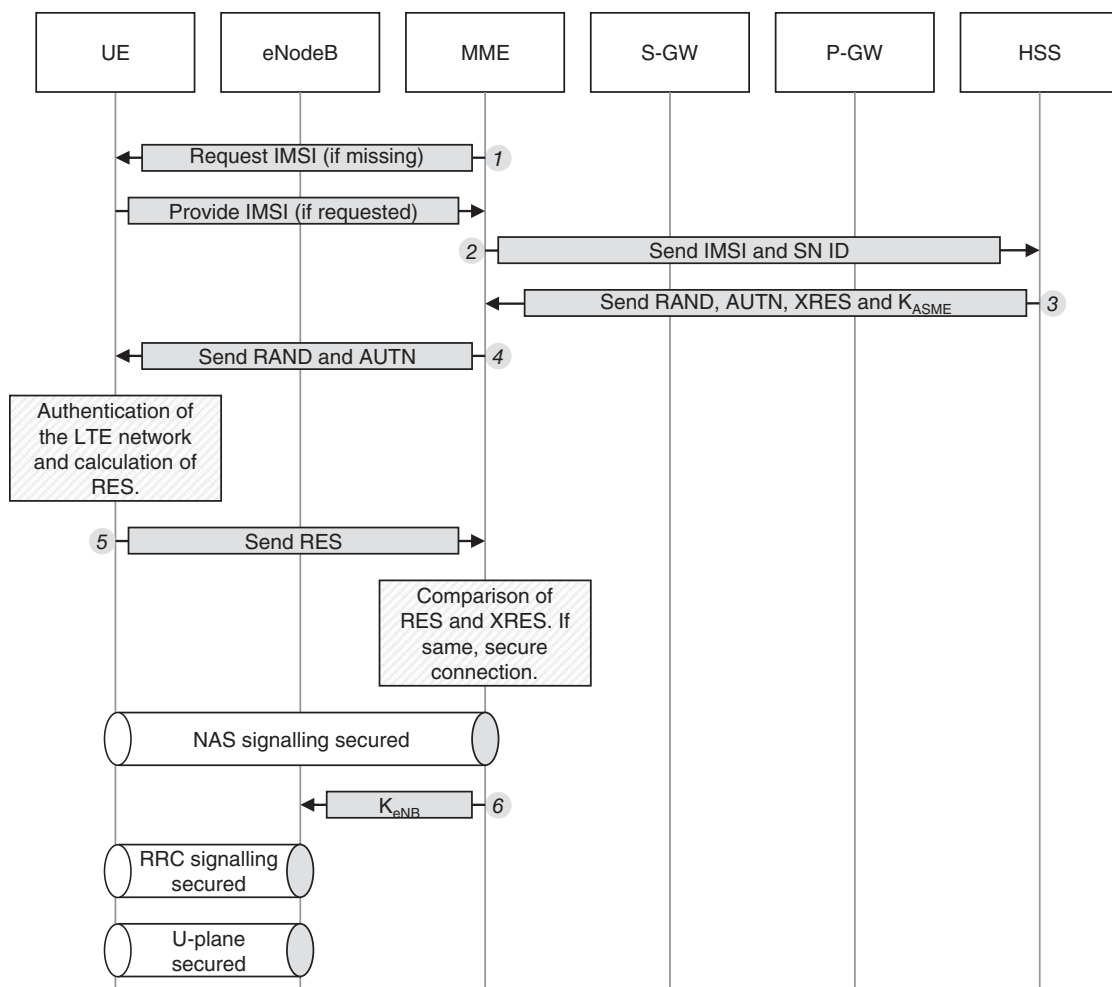 UE
eNodeB
MME
S-GW
P-GW
HSS
Request IMSI (if missing)
1
Provide IMSI (if requested)
2
Send IMSI and SN ID
Send RAND, AUTN, XRES and KASME
3
Send RAND and AUTN
4
Authentication of
the LTE network
and calculation of
RES.
5
Send RES
Comparison of
RES and XRES. If
same, secure
connection.
NAS signalling secured
KeNB
6
RRC signalling
secured
U-plane
secured